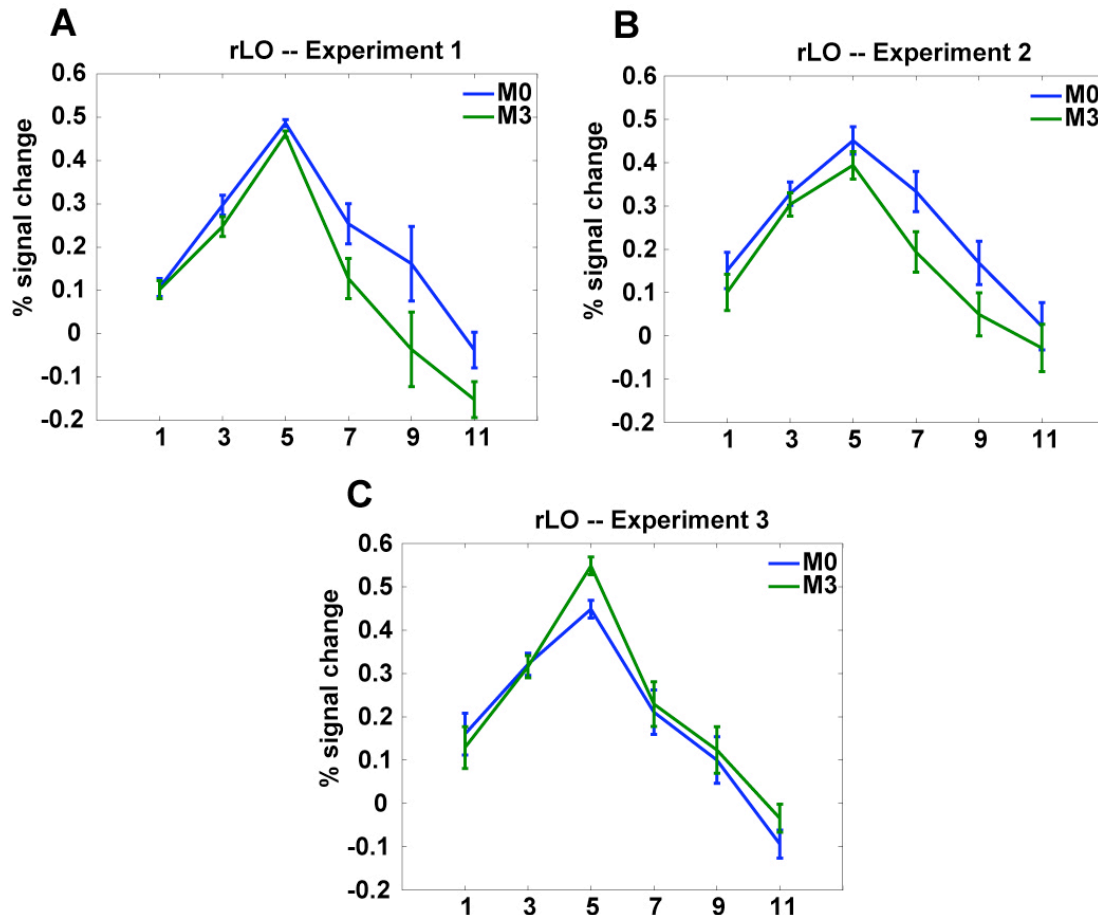 A
rLO -- Experiment 1
% signal change
0.6
0.5
0.4
0.3
0.2
0.1
0
-0.1
-0.2
M0
M3
1 3 5 7 9 11
B
rLO -- Experiment 2
% signal change
0.6
0.5
0.4
0.3
0.2
0.1
0
-0.1
-0.2
M0
M3
1 3 5 7 9 11
C
rLO -- Experiment 3
% signal change
0.6
0.5
0.4
0.3
0.2
0.1
0
-0.1
-0.2
M0
M3
1 3 5 7 9 11